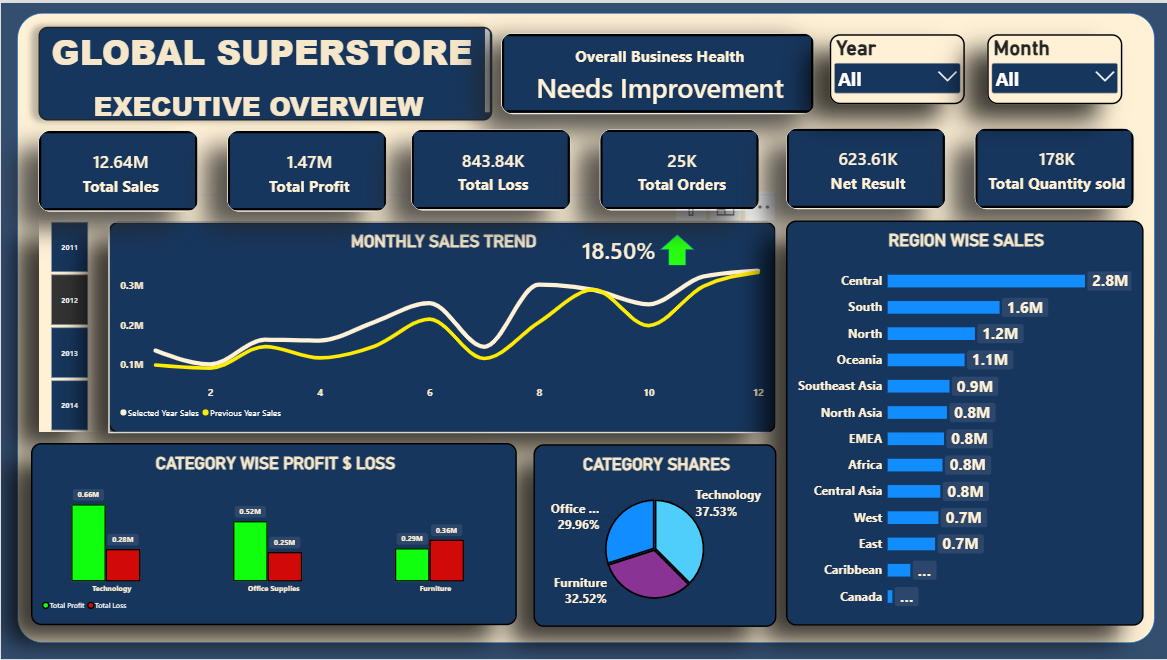 GLOBAL SUPERSTORE
EXECUTIVE OVERVIEW
Overall Business Health
Needs Improvement
Year
All
Month
All
12.64M
Total Sales
1.47M
Total Profit
843.84K
Total Loss
25K
Total Orders
623.61K
Net Result
178K
Total Quantity sold
2011
2012
2013
2014
MONTHLY SALES TREND
18.50%
0.3M
0.2M
0.1M
2 4 6 8 10 12
Selected Year Sales Previous Year Sales
REGION WISE SALES
Central 2.8M
South 1.6M
North 1.2M
Oceania 1.1M
Southeast Asia 0.9M
North Asia 0.8M
EMEA 0.8M
Africa 0.8M
Central Asia 0.8M
West 0.7M
East 0.7M
Caribbean ...
Canada ...
CATEGORY WISE PROFIT $ LOSS
0.66M
0.28M
0.52M
0.25M
0.29M
0.36M
Technology Office Supplies Furniture
Total Profit Total Loss
CATEGORY SHARES
Technology
37.53%
Office ...
29.96%
Furniture
32.52%